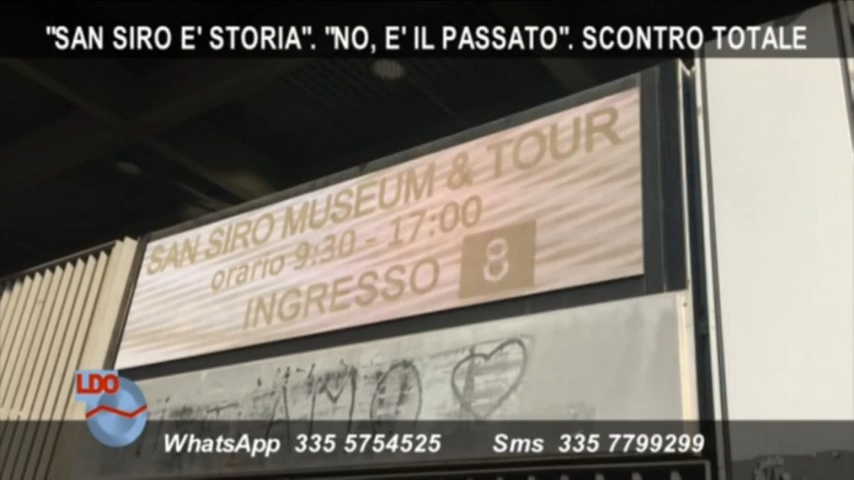 "SAN SIRO E' STORIA". "NO, E' IL PASSATO". SCONTRO TOTALE
SAN SIRO MUSEUM & TOUR
orario 9:30 - 17:00
INGRESSO 8
AMO
LDO
WhatsApp 335 5754525 Sms 335 7799299